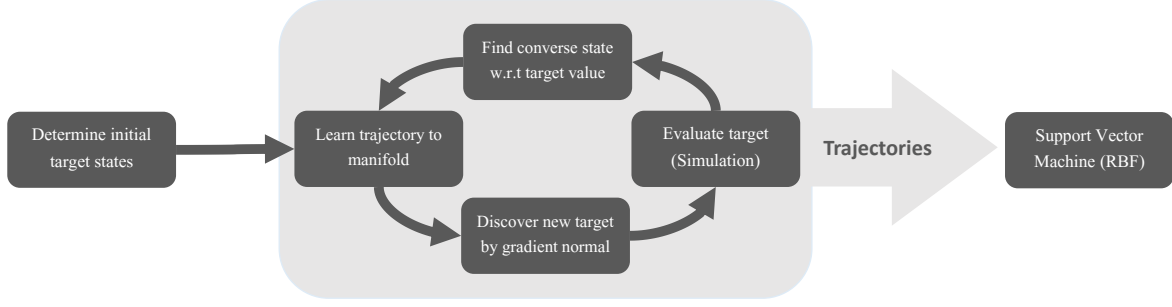 Determine initial
target states
Learn trajectory to
manifold
Find converse state
w.r.t target value
Discover new target
by gradient normal
Evaluate target
(Simulation)
Trajectories
Support Vector
Machine (RBF)